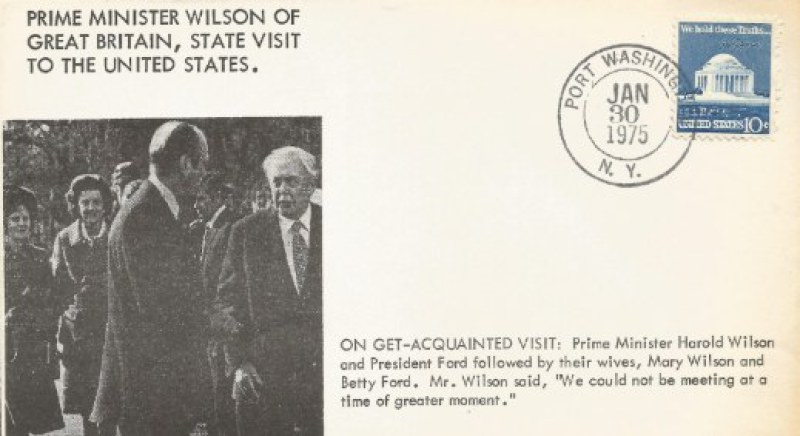 PRIME MINISTER WILSON OF
GREAT BRITAIN, STATE VISIT
TO THE UNITED STATES.
We hold these Truths...
PORT WASHING
JAN
30
1975
N. Y.
UNITED STATES 10c
ON GET-ACQUAINTED VISIT: Prime Minister Harold Wilson
and President Ford followed by their wives, Mary Wilson and
Betty Ford. Mr. Wilson said, "We could not be meeting at a
time of greater moment."